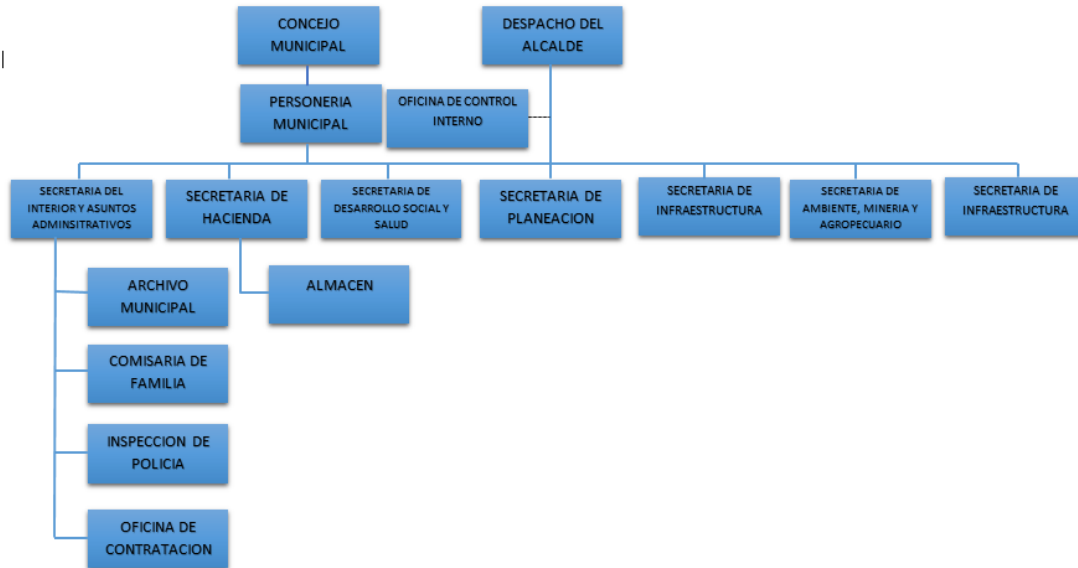 CONCEJO
MUNICIPAL
DESPACHO DEL
ALCALDE
PERSONERIA
MUNICIPAL
OFICINA DE CONTROL
INTERNO
SECRETARIA DEL
INTERIOR Y ASUNTOS
ADMINSITRATIVOS
SECRETARIA DE
HACIENDA
SECRETARIA DE
DESARROLLO SOCIAL Y
SALUD
SECRETARIA DE
PLANEACION
SECRETARIA DE
INFRAESTRUCTURA
SECRETARIA DE
AMBIENTE, MINERIA Y
AGROPECUARIO
SECRETARIA DE
INFRAESTRUCTURA
ARCHIVO
MUNICIPAL
ALMACEN
COMISARIA DE
FAMILIA
INSPECCION DE
POLICIA
OFICINA DE
CONTRATACION